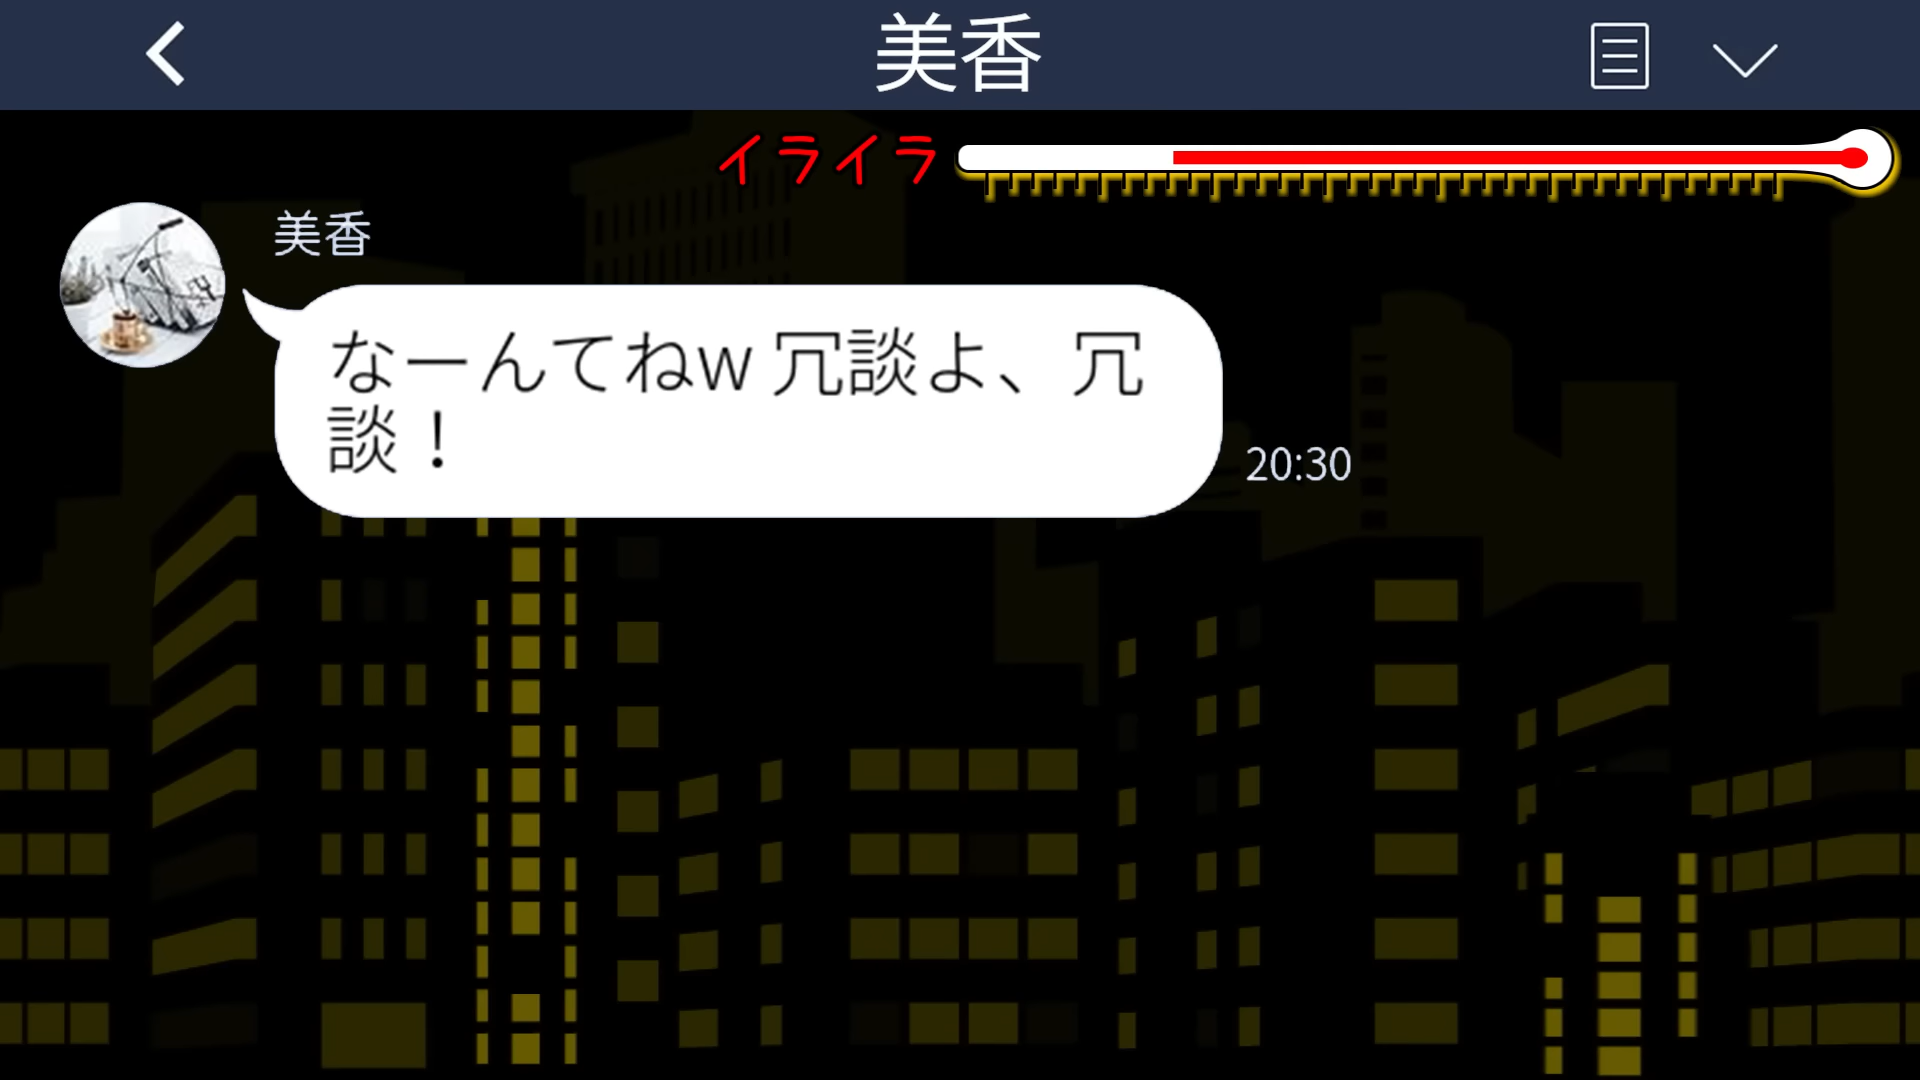 美香
イライラ
美香
なーんてねw 冗談よ、冗
談！
20:30